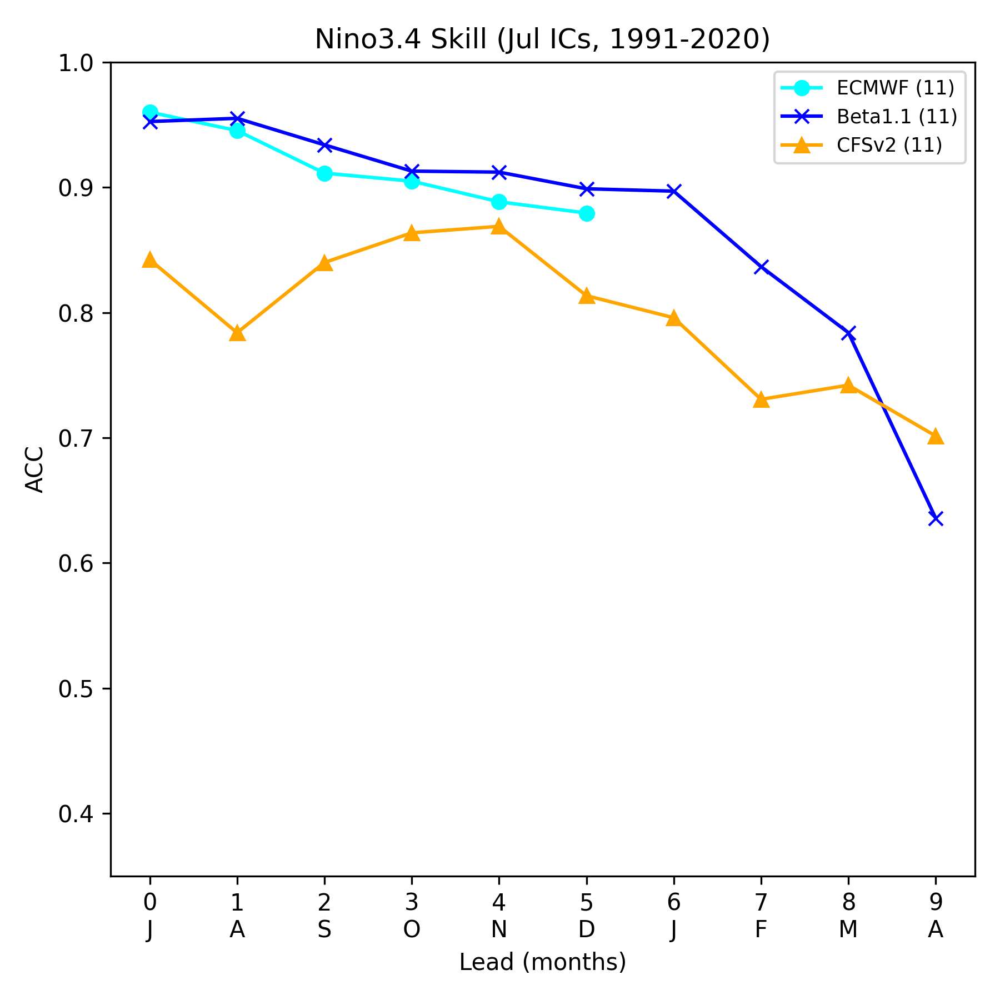 Nino3.4 Skill (Jul ICs, 1991-2020)
ECMWF (11)
Beta1.1 (11)
CFSv2 (11)
1.0
0.9
0.8
0.7
0.6
0.5
0.4
ACC
0 1 2 3 4 5 6 7 8 9
J A S O N D J F M A
Lead (months)